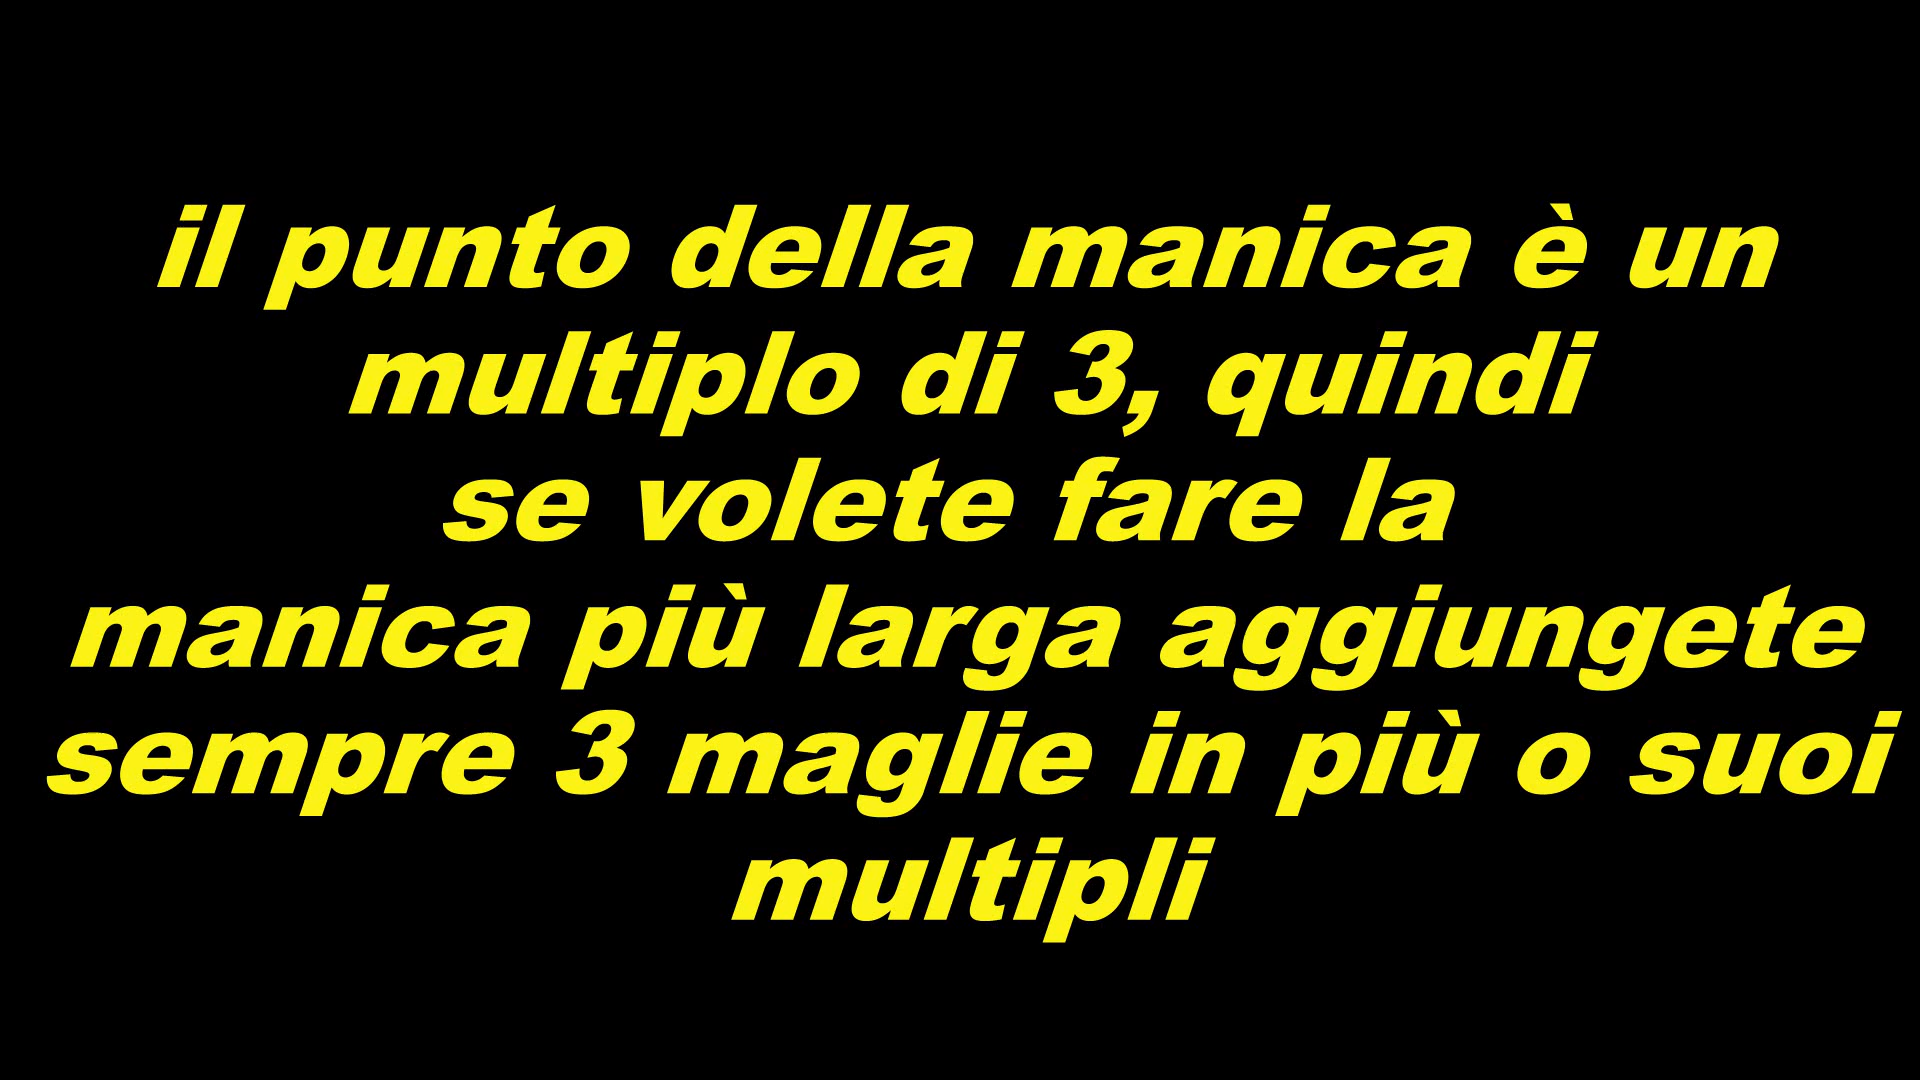 il punto della manica è un
multiplo di 3, quindi
se volete fare la
manica più larga aggiungete
sempre 3 maglie in più o suoi
multipli